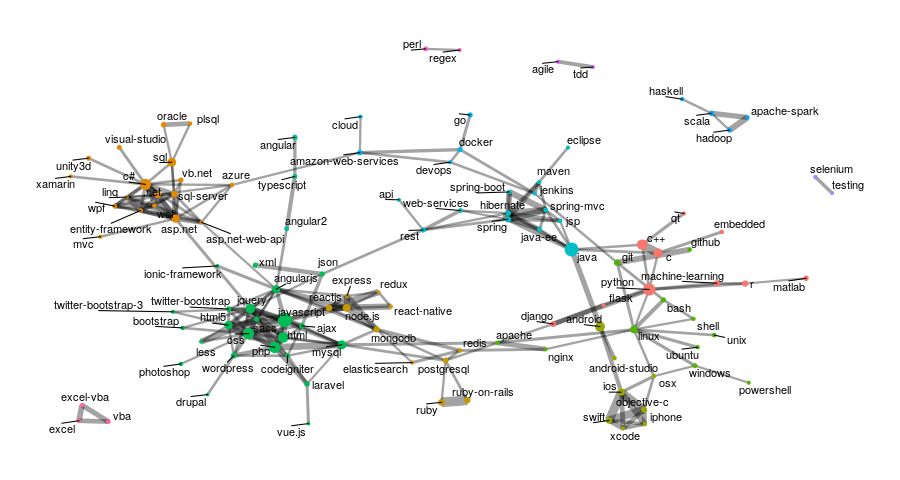 perl
regex
agile
tdd
haskell
apache-spark
scala
hadoop
oracle
plsql
cloud
go
visual-studio
docker
eclipse
angular
sql
unity3d
c#
vb.net
azure
amazon-web-services
devops
maven
selenium
xamarin
typescript
testing
linq
.net
sql-server
api
spring-boot
jenkins
wpf
wcf
web-services
hibernate
spring-mvc
entity-framework
asp.net
angular2
spring
jsp
qt
embedded
mvc
asp.net-web-api
rest
java-ee
c++
github
java
git
c
ionic-framework
xml
json
angularjs
machine-learning
python
r
matlab
express
redux
twitter-bootstrap-3
twitter-bootstrap
jquery
reactjs
flask
bash
html5
javascript
node.js
react-native
django
android
bootstrap
sass
ajax
shell
css
html
mongodb
apache
linux
unix
less
php
mysql
redis
nginx
ubuntu
photoshop
wordpress
codeigniter
elasticsearch
postgresql
android-studio
windows
laravel
ios
osx
powershell
drupal
ruby-on-rails
excel-vba
ruby
objective-c
vba
swift
iphone
excel
vue.js
xcode